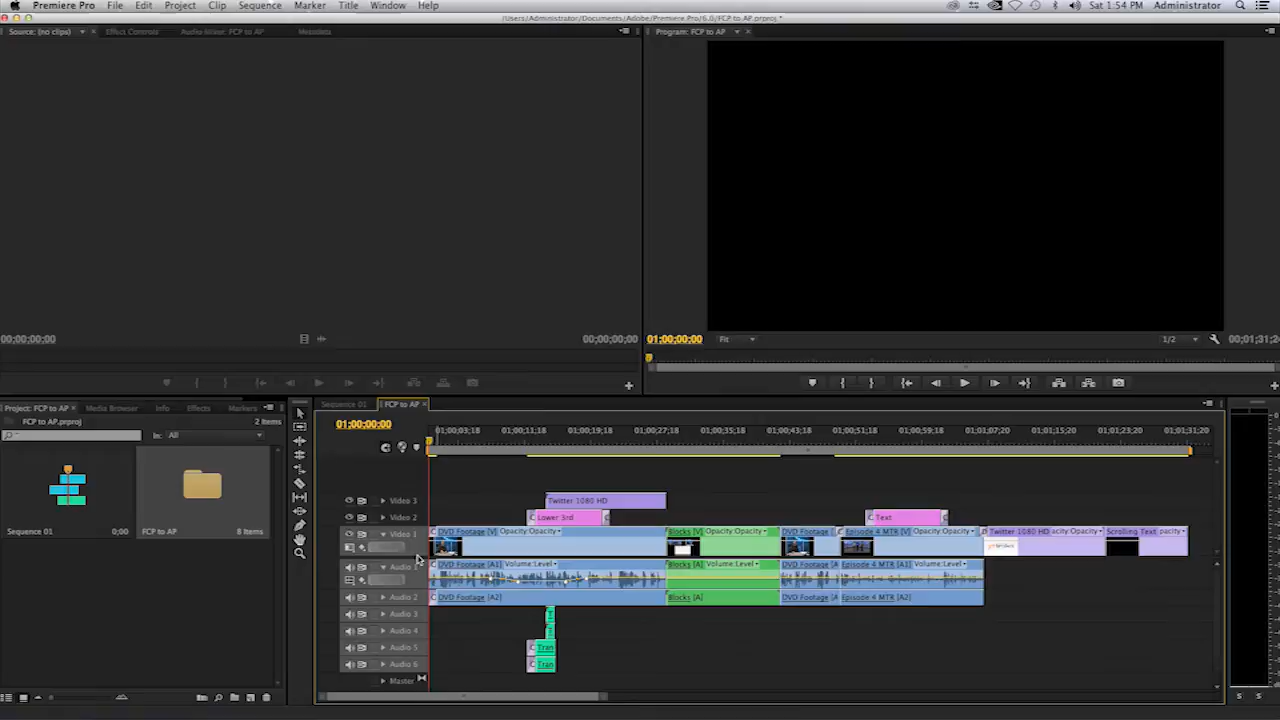 Premiere Pro File Edit Project Clip Sequence Marker Title Window Help Sat 1:54 PM Administrator
/Users/Administrator/Documents/Adobe/Premiere Pro/6.0/FCP to AP.prproj *
Source: (no clips) Effect Controls Audio Mixer: FCP to AP Metadata Program: FCP to AP
00;00;00;00 00;00;00;00 01;00;00;00 Fit 1/2 00;01;31;2
Project: FCP to AP Media Browser Info Effects Markers Sequence 01 FCP to AP
FCP to AP.prproj 2 Items
In: All
01;00;00;00
01;00;03;18 01;00;11;18 01;00;19;18 01;00;27;18 01;00;35;18 01;00;43;18 01;00;51;18 01;00;59;18 01;01;07;20 01;01;15;20 01;01;23;20 01;01;31;20
Sequence 01 0;00 FCP to AP 8 Items
Video 3 Twitter 1080 HD
Video 2 Lower 3rd Text
Video 1 DVD Footage [V] Opacity:Opacity Blocks [V] Opacity:Opacity DVD Footage Episode 4 MTR [V] Opacity:Opacity Twitter 1080 HD acity:Opacity Scrolling Text pacity
Audio DVD Footage [A1] Volume:Level Blocks [A] Volume:Level DVD Footage [A Episode 4 MTR [A1] Volume:Level
Audio 2 DVD Footage [A2] Blocks [A] DVD Footage [A Episode 4 MTR [A2]
Audio 3
Audio 4
Audio 5 Tran
Audio 6 Tran
Master
S S